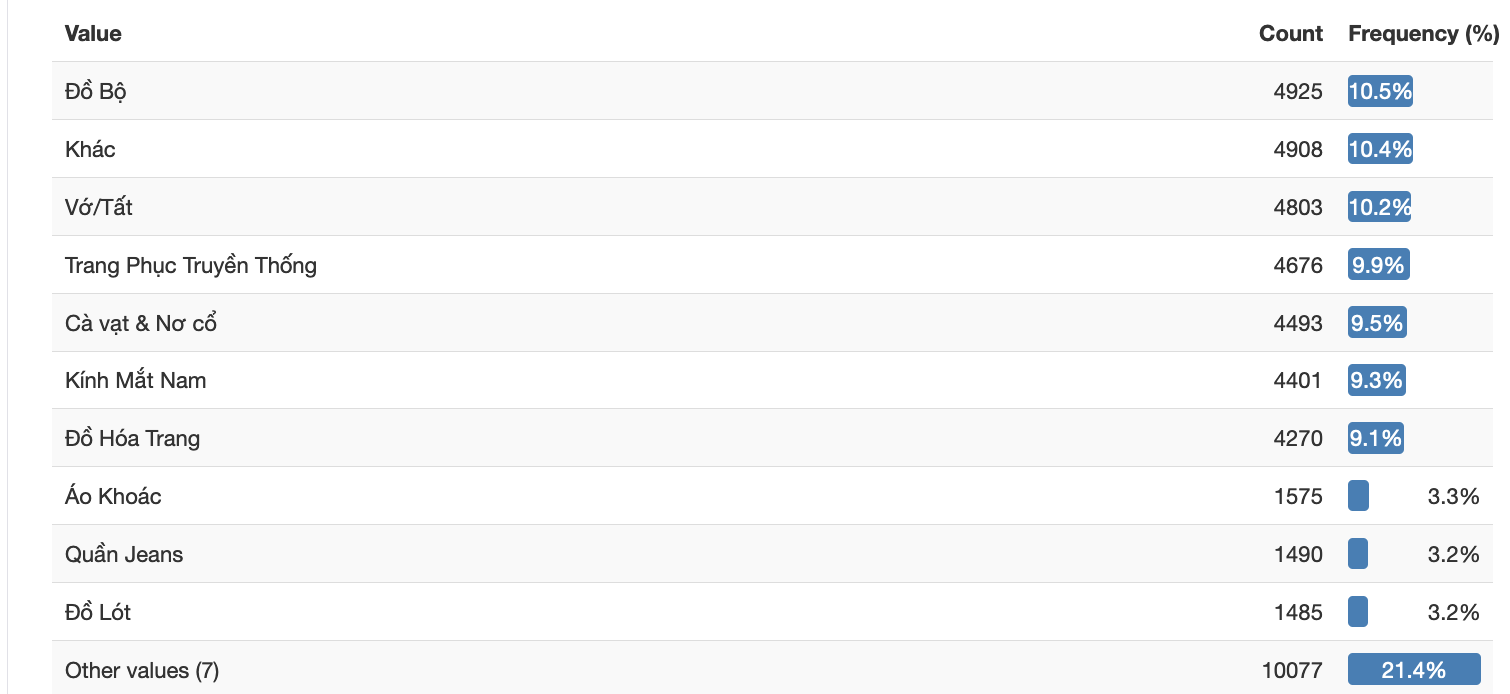 Value Count Frequency (%)
Đồ Bộ 4925 10.5%
Khác 4908 10.4%
Vớ/Tất 4803 10.2%
Trang Phục Truyền Thống 4676 9.9%
Cà vạt & Nơ cổ 4493 9.5%
Kính Mắt Nam 4401 9.3%
Đồ Hóa Trang 4270 9.1%
Áo Khoác 1575 3.3%
Quần Jeans 1490 3.2%
Đồ Lót 1485 3.2%
Other values (7) 10077 21.4%